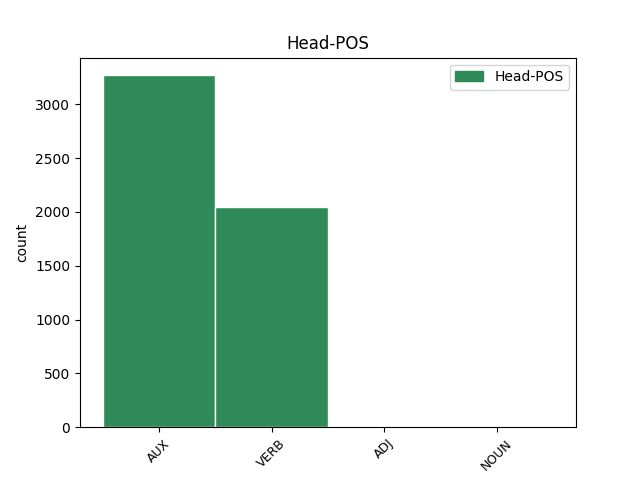 Head-POS
Head-POS
count
3000
2500
2000
1500
1000
500
0
AUX
VERB
ADJ
NOUN